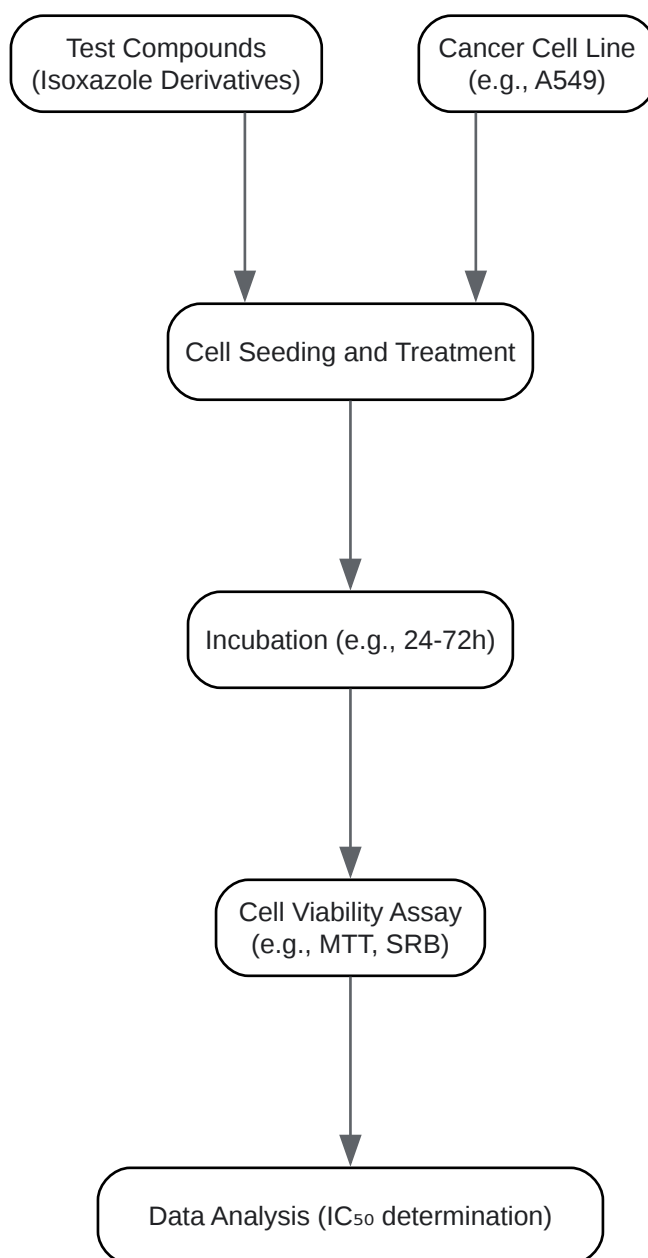 Test Compounds
(Isoxazole Derivatives)
Cancer Cell Line
(e.g., A549)
Cell Seeding and Treatment
Incubation (e.g., 24-72h)
Cell Viability Assay
(e.g., MTT, SRB)
Data Analysis (IC₅₀ determination)